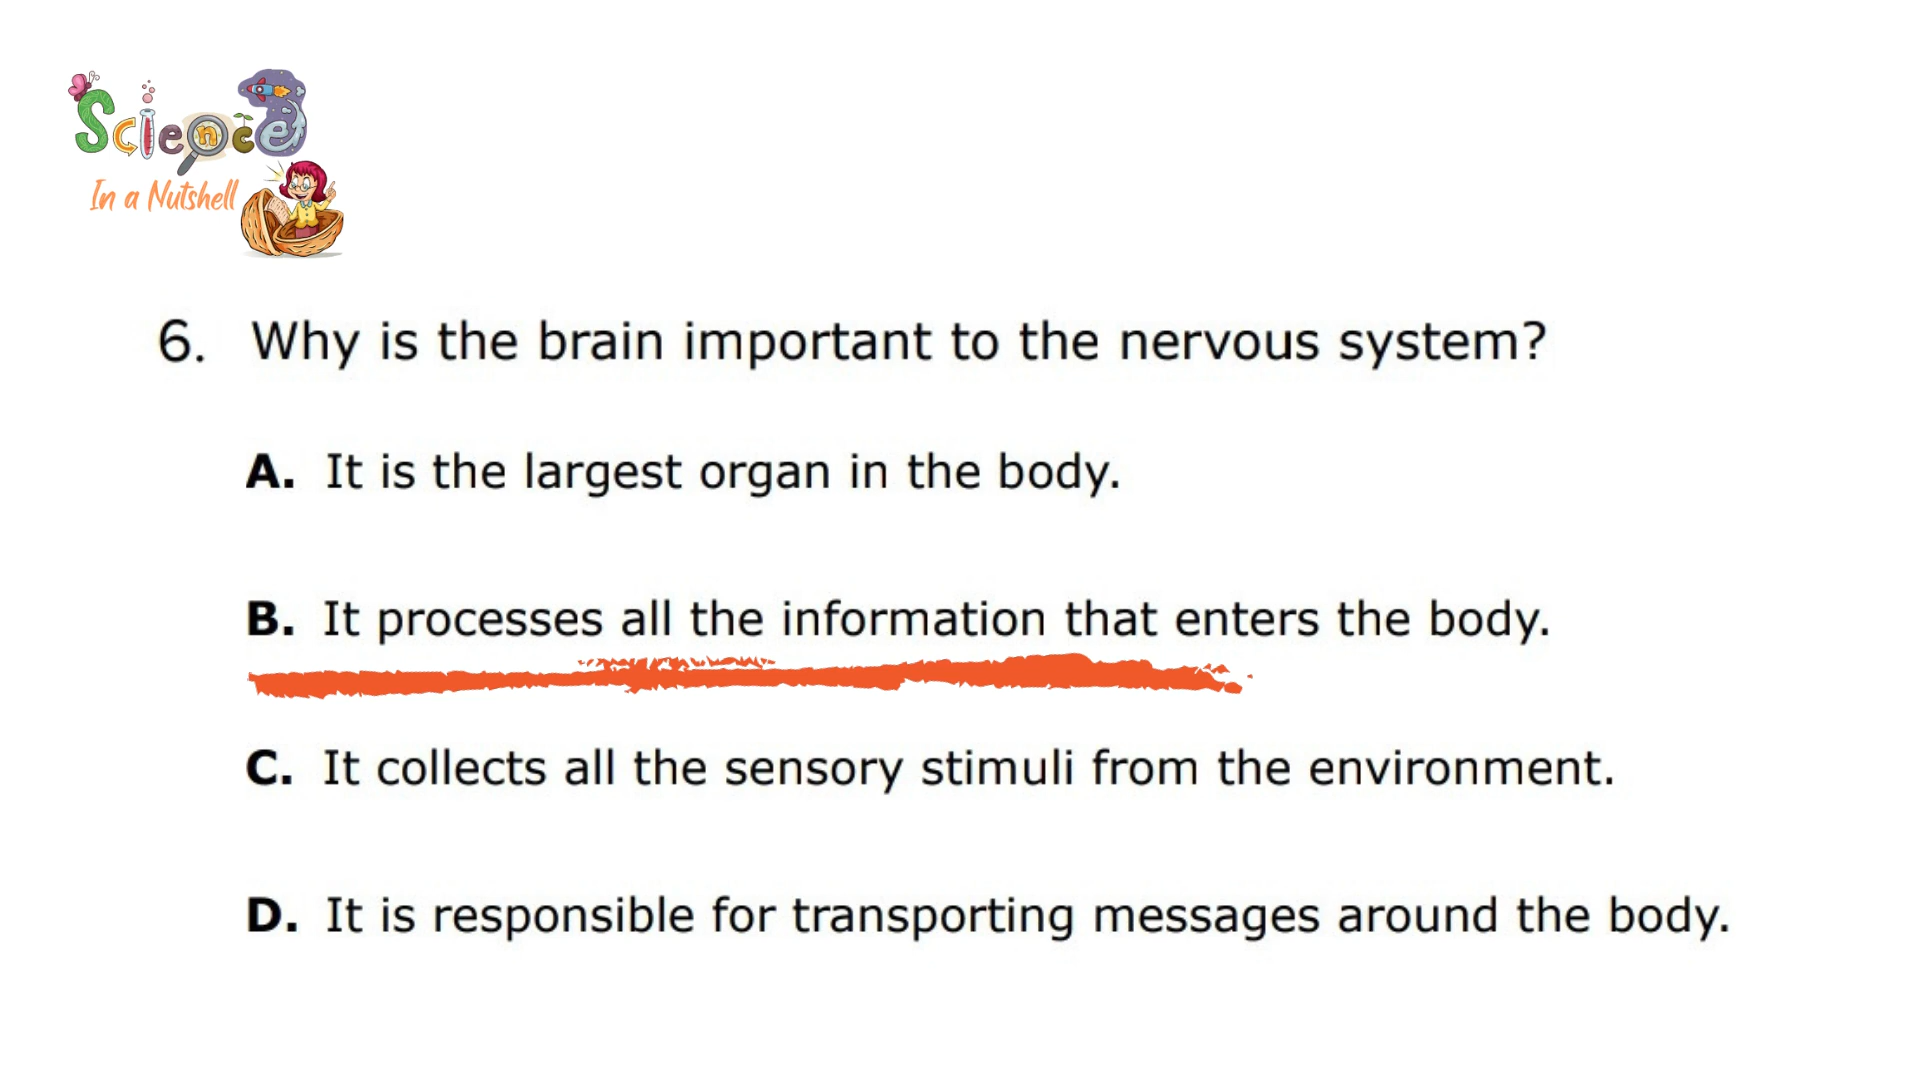 Science
In a Nutshell
6. Why is the brain important to the nervous system?
A. It is the largest organ in the body.
B. It processes all the information that enters the body.
C. It collects all the sensory stimuli from the environment.
D. It is responsible for transporting messages around the body.